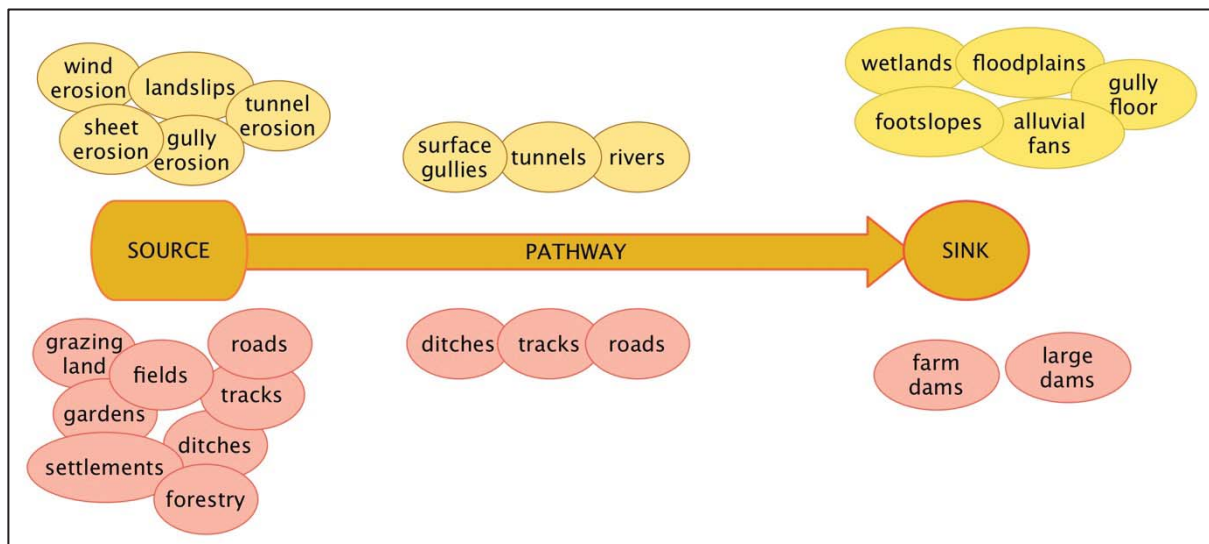 wind
erosion
landslips
tunnel
erosion
sheet
erosion
gully
erosion
surface
gullies
tunnels
rivers
wetlands
floodplains
gully
floor
footslopes
alluvial
fans
SOURCE
PATHWAY
SINK
grazing
land
fields
roads
gardens
tracks
settlements
ditches
forestry
ditches
tracks
roads
farm
dams
large
dams